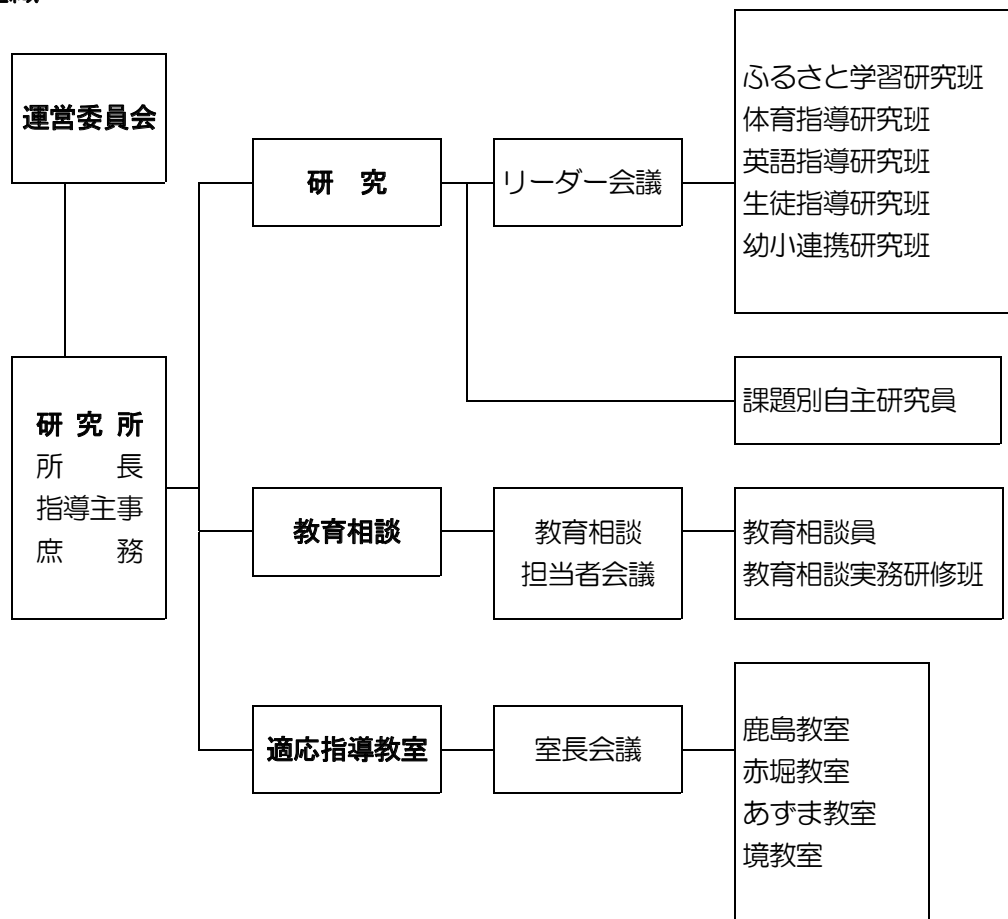 運営委員会
研究所
所長
指導主事
庶務
研究
リーダー会議
ふるさと学習研究班
体育指導研究班
英語指導研究班
生徒指導研究班
幼小連携研究班
課題別自主研究員
教育相談
教育相談
担当者会議
教育相談員
教育相談実務研修班
適応指導教室
室長会議
鹿島教室
赤堀教室
あずま教室
境教室